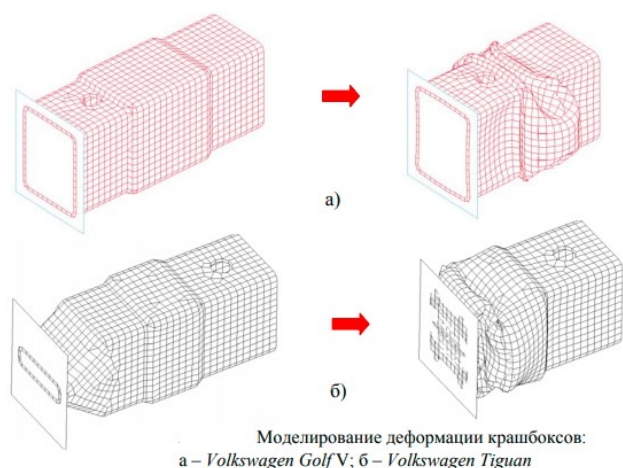 а)
б)
Моделирование деформации крашбоксов:
а – Volkswagen Golf V; б – Volkswagen Tiguan